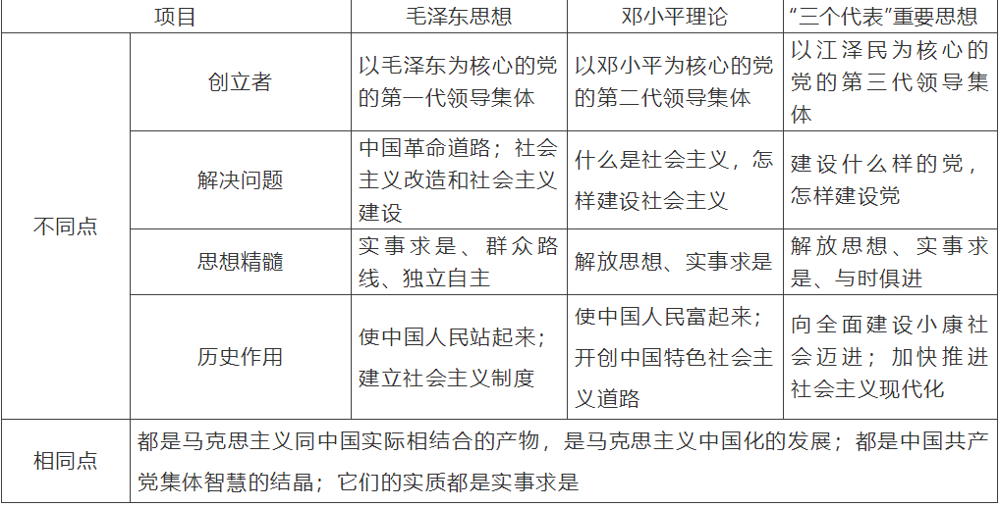 项目
毛泽东思想
邓小平理论
“三个代表”重要思想
不同点
创立者
以毛泽东为核心的党
的第一代领导集体
以邓小平为核心的党
的第二代领导集体
以江泽民为核心的
党的第三代领导集
体
解决问题
中国革命道路；社会
主义改造和社会主义
建设
什么是社会主义，怎
样建设社会主义
建设什么样的党，
怎样建设党
思想精髓
实事求是、群众路
线、独立自主
解放思想、实事求是
解放思想、实事求
是、与时俱进
历史作用
使中国人民站起来；
建立社会主义制度
使中国人民富起来；
开创中国特色社会主
义道路
向全面建设小康社
会迈进；加快推进
社会主义现代化
相同点
都是马克思主义同中国实际相结合的产物，是马克思主义中国化的发展；都是中国共产
党集体智慧的结晶；它们的实质都是实事求是